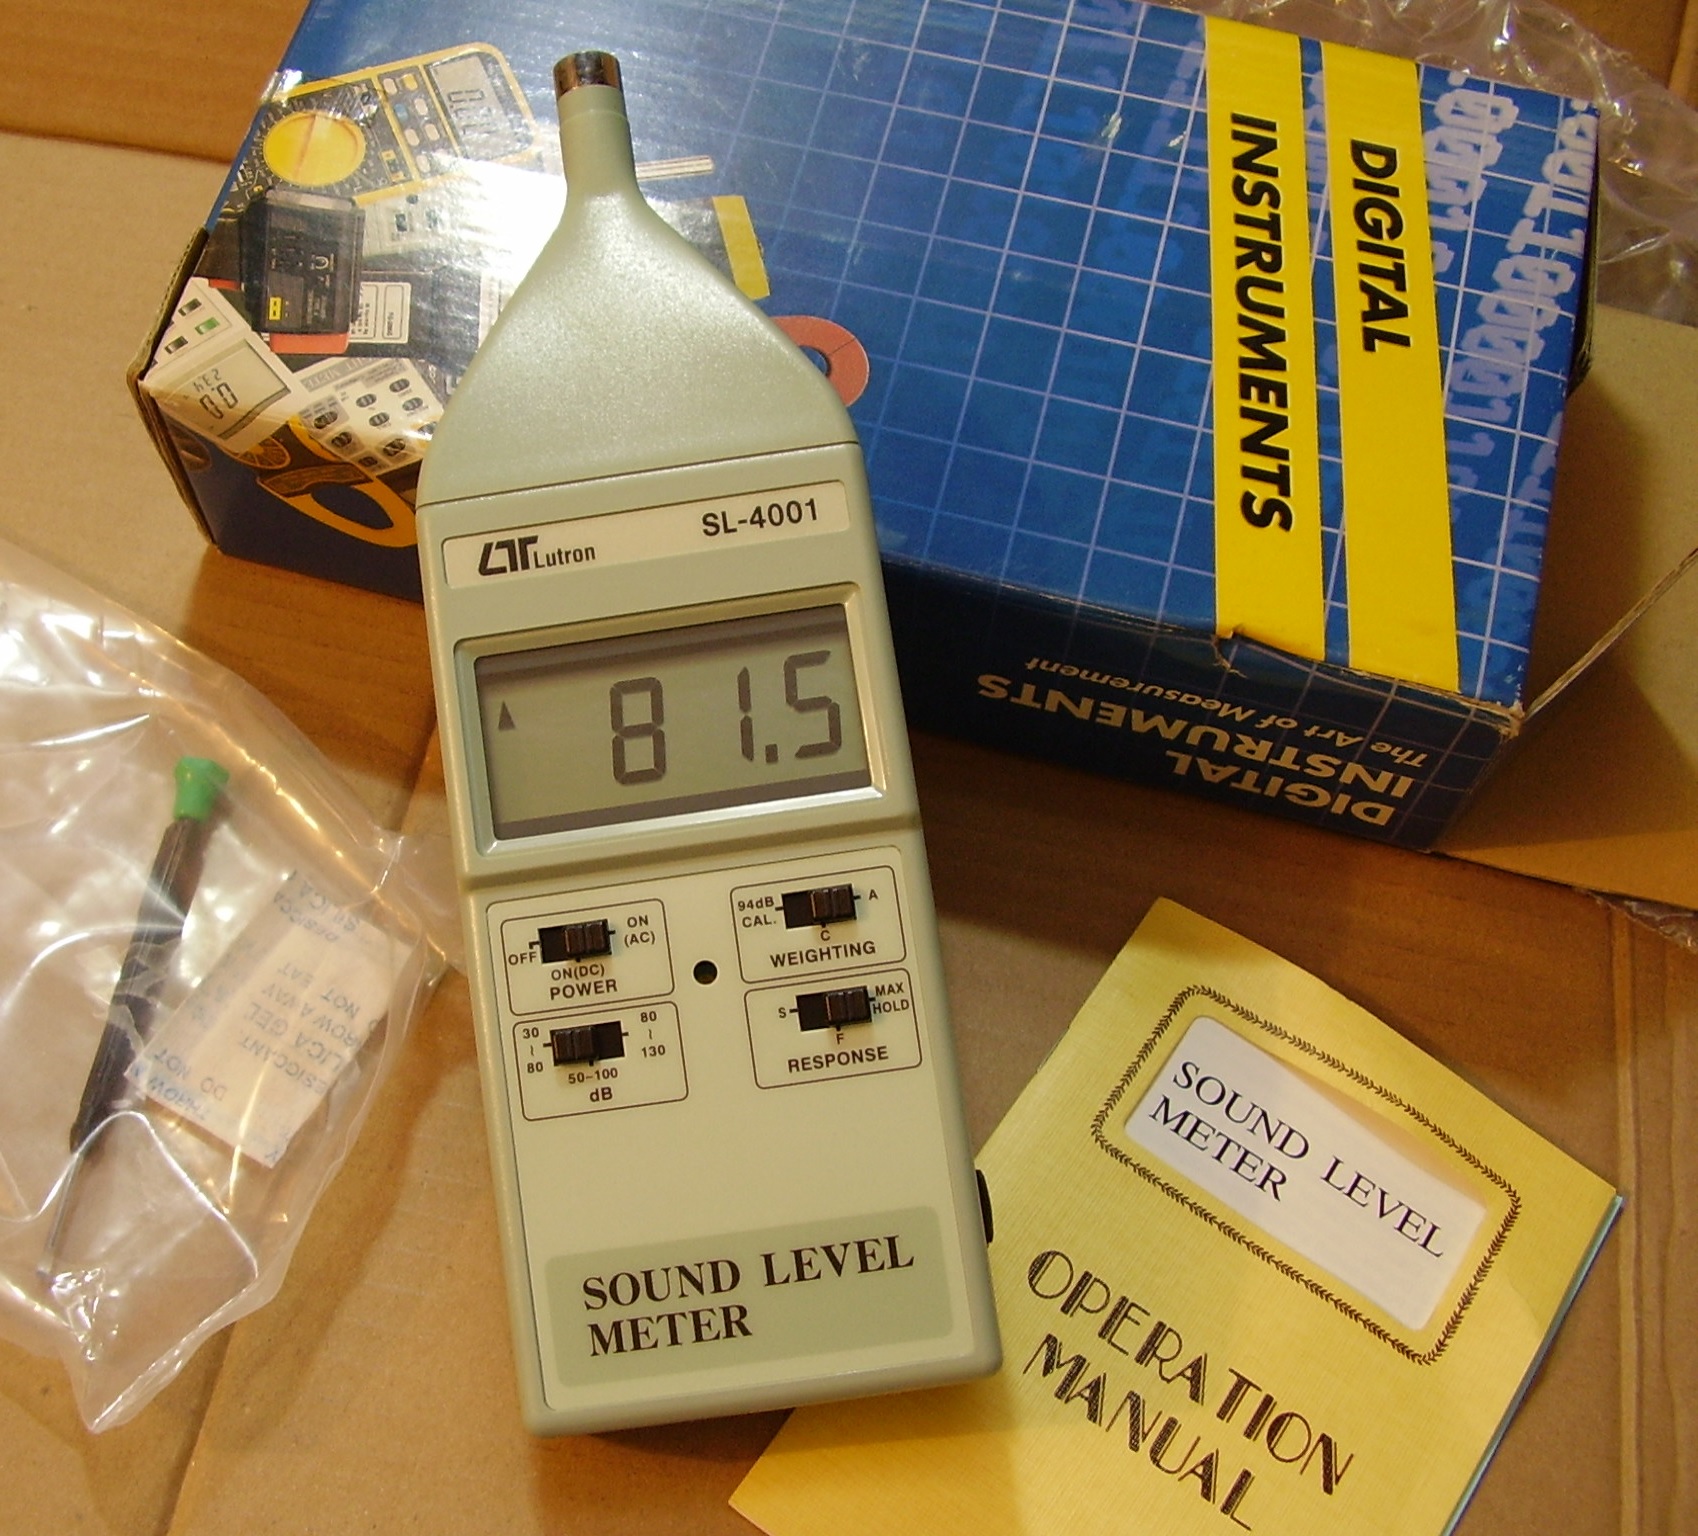 DIGITAL
INSTRUMENTS
DIGITAL
INSTRUMENTS
The Art of Measurement
Lutron
SL-4001
81.5
OFF
ON
(AC)
ON(DC)
POWER
94dB
CAL.
A
C
WEIGHTING
30
~
80
80
~
130
50~100
dB
S
MAX
HOLD
F
RESPONSE
SOUND LEVEL
METER
SOUND LEVEL
METER
OPERATION
MANUAL
DO NOT